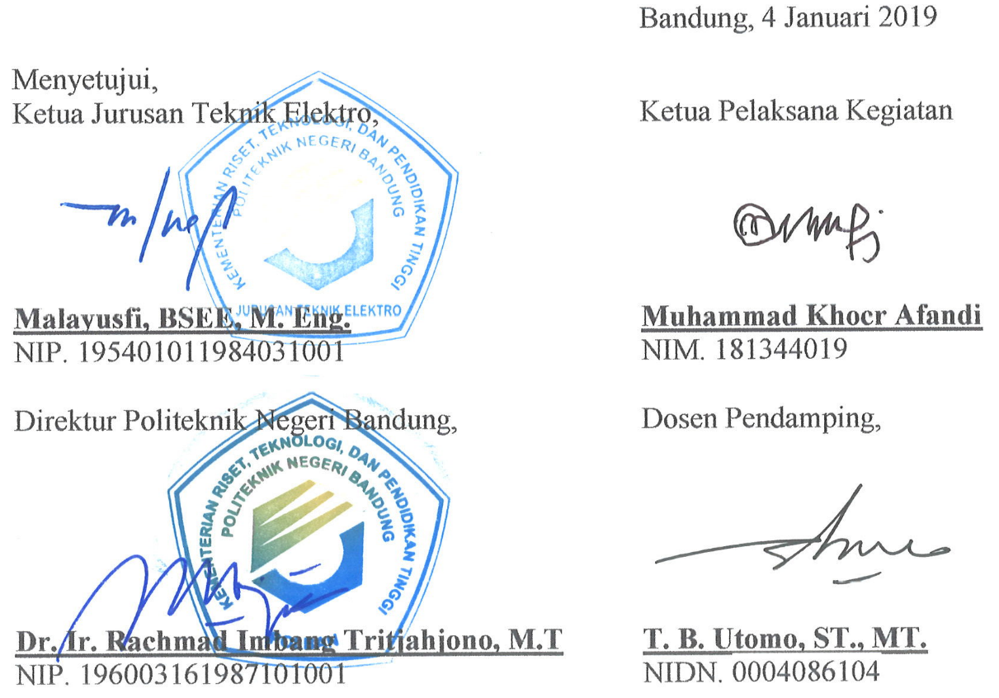 Bandung, 4 Januari 2019
Menyetujui,
Ketua Jurusan Teknik Elektro,
Ketua Pelaksana Kegiatan
KEMENTERIAN RISET, TEKNOLOGI, DAN PENDIDIKAN TINGGI
POLITEKNIK NEGERI BANDUNG
JURUSAN TEKNIK ELEKTRO
Malayusfi, BSEE, M. Eng.
NIP. 195401011984031001
Muhammad Khocr Afandi
NIM. 181344019
Direktur Politeknik Negeri Bandung,
Dosen Pendamping,
KEMENTERIAN RISET, TEKNOLOGI, DAN PENDIDIKAN TINGGI
POLITEKNIK NEGERI BANDUNG
Dr. Ir. Rachmad Imbang Tritjahjono, M.T
NIP. 196003161987101001
T. B. Utomo, ST., MT.
NIDN. 0004086104